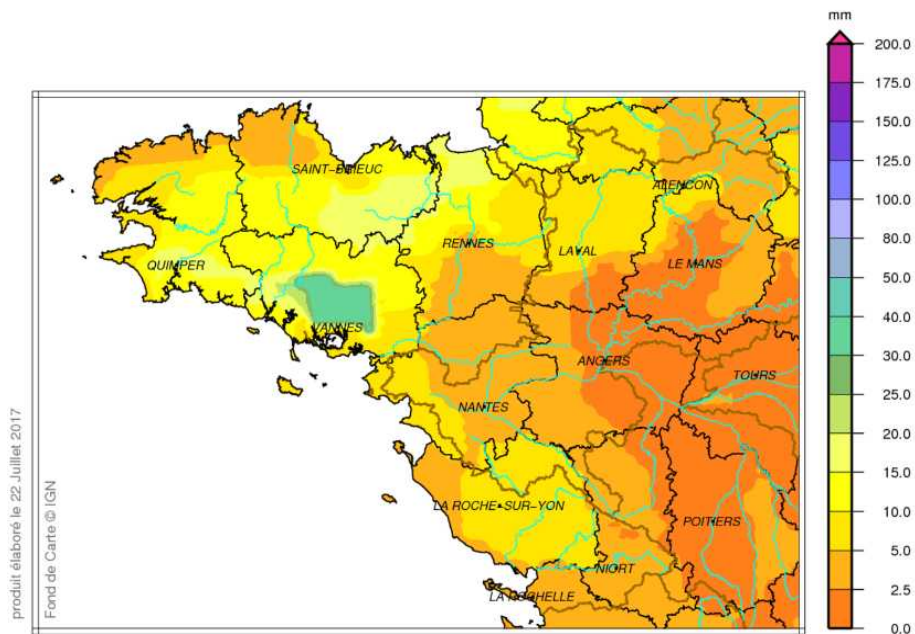 mm
200.0
175.0
150.0
125.0
100.0
80.0
60.0
40.0
30.0
25.0
20.0
15.0
10.0
5.0
2.0
0.0
SAINT-BRIEUC
ALENCON
RENNES
LAVAL
QUIMPER
LE MANS
VANNES
ANGERS
TOURS
NANTES
LA ROCHE-SUR-YON
POITIERS
NIORT
LA ROCHELLE
produit élaboré le 22 Juillet 2017
Fond de Carte © IGN